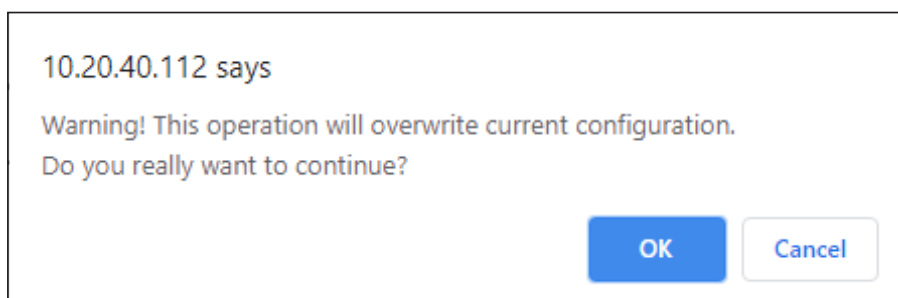 10.20.40.112 says
Warning! This operation will overwrite current configuration.
Do you really want to continue?
OK
Cancel